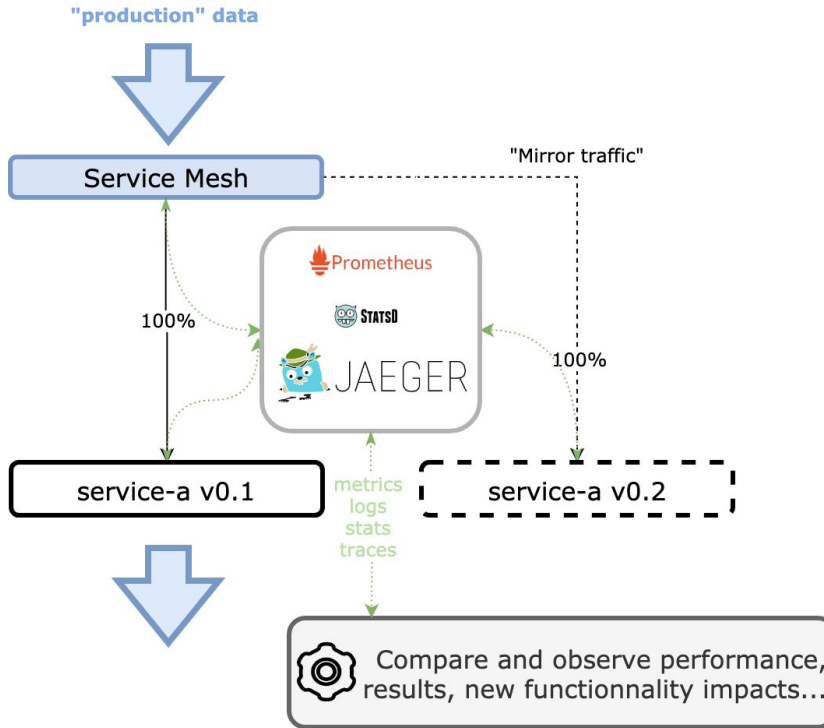 "production" data
Service Mesh
"Mirror traffic"
Prometheus
STATSD
100%
JAEGER
100%
service-a v0.1
metrics
logs
stats
traces
service-a v0.2
Compare and observe performance,
results, new functionnality impacts...